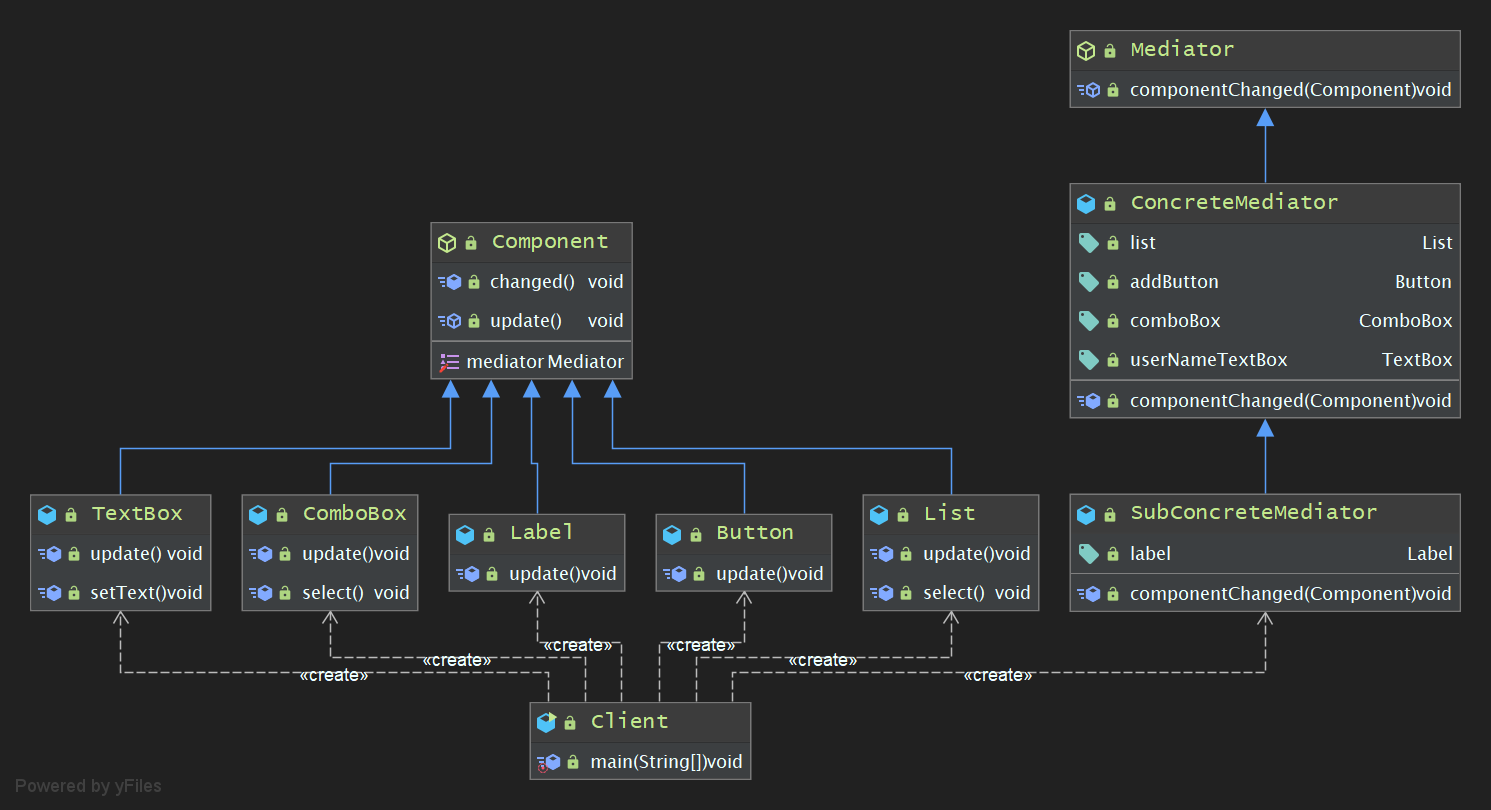 Mediator
componentChanged(Component)void
ConcreteMediator
list List
addButton Button
comboBox ComboBox
userNameTextBox TextBox
componentChanged(Component)void
Component
changed() void
update() void
mediator Mediator
TextBox
update() void
setText()void
ComboBox
update()void
select() void
Label
update()void
Button
update()void
List
update()void
select() void
SubConcreteMediator
label Label
componentChanged(Component)void
«create»
«create»
«create»
«create»
«create»
«create»
Client
main(String[])void
Powered by yFiles